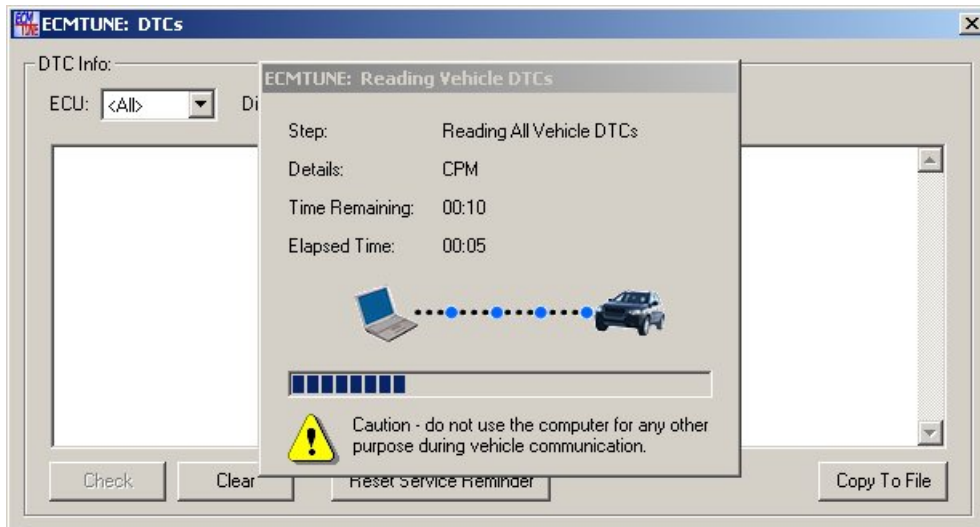 ECM TUNE ECMTUNE: DTCs
DTC Info:
ECU: <All> Di
ECMTUNE: Reading Vehicle DTCs
Step: Reading All Vehicle DTCs
Details: CPM
Time Remaining: 00:10
Elapsed Time: 00:05
Caution - do not use the computer for any other
purpose during vehicle communication.
Check Clear Reset Service Reminder Copy To File